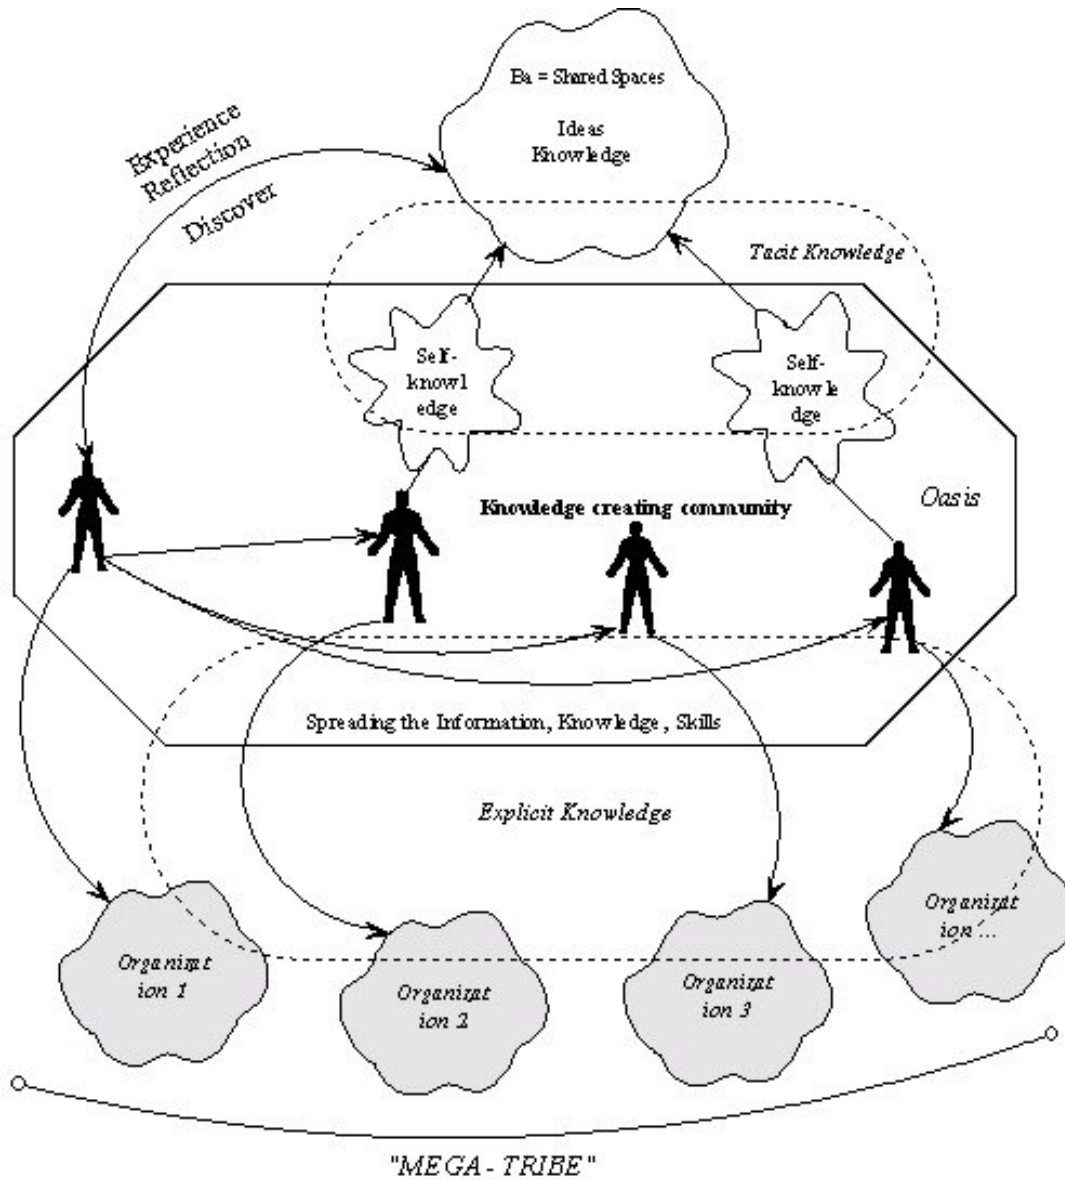 Ba = Shared Spaces
Ideas
Knowledge
Experience
Reflection
Discover
Tacit Knowledge
Self-
knowl
edge
Self-
knowle
dge
Oasis
Knowledge creating community
Spreading the Information, Knowledge, Skills
Explicit Knowledge
Organizat
ion ...
Organizat
ion 1
Organizat
ion 2
Organizat
ion 3
"MEGA - TRIBE"